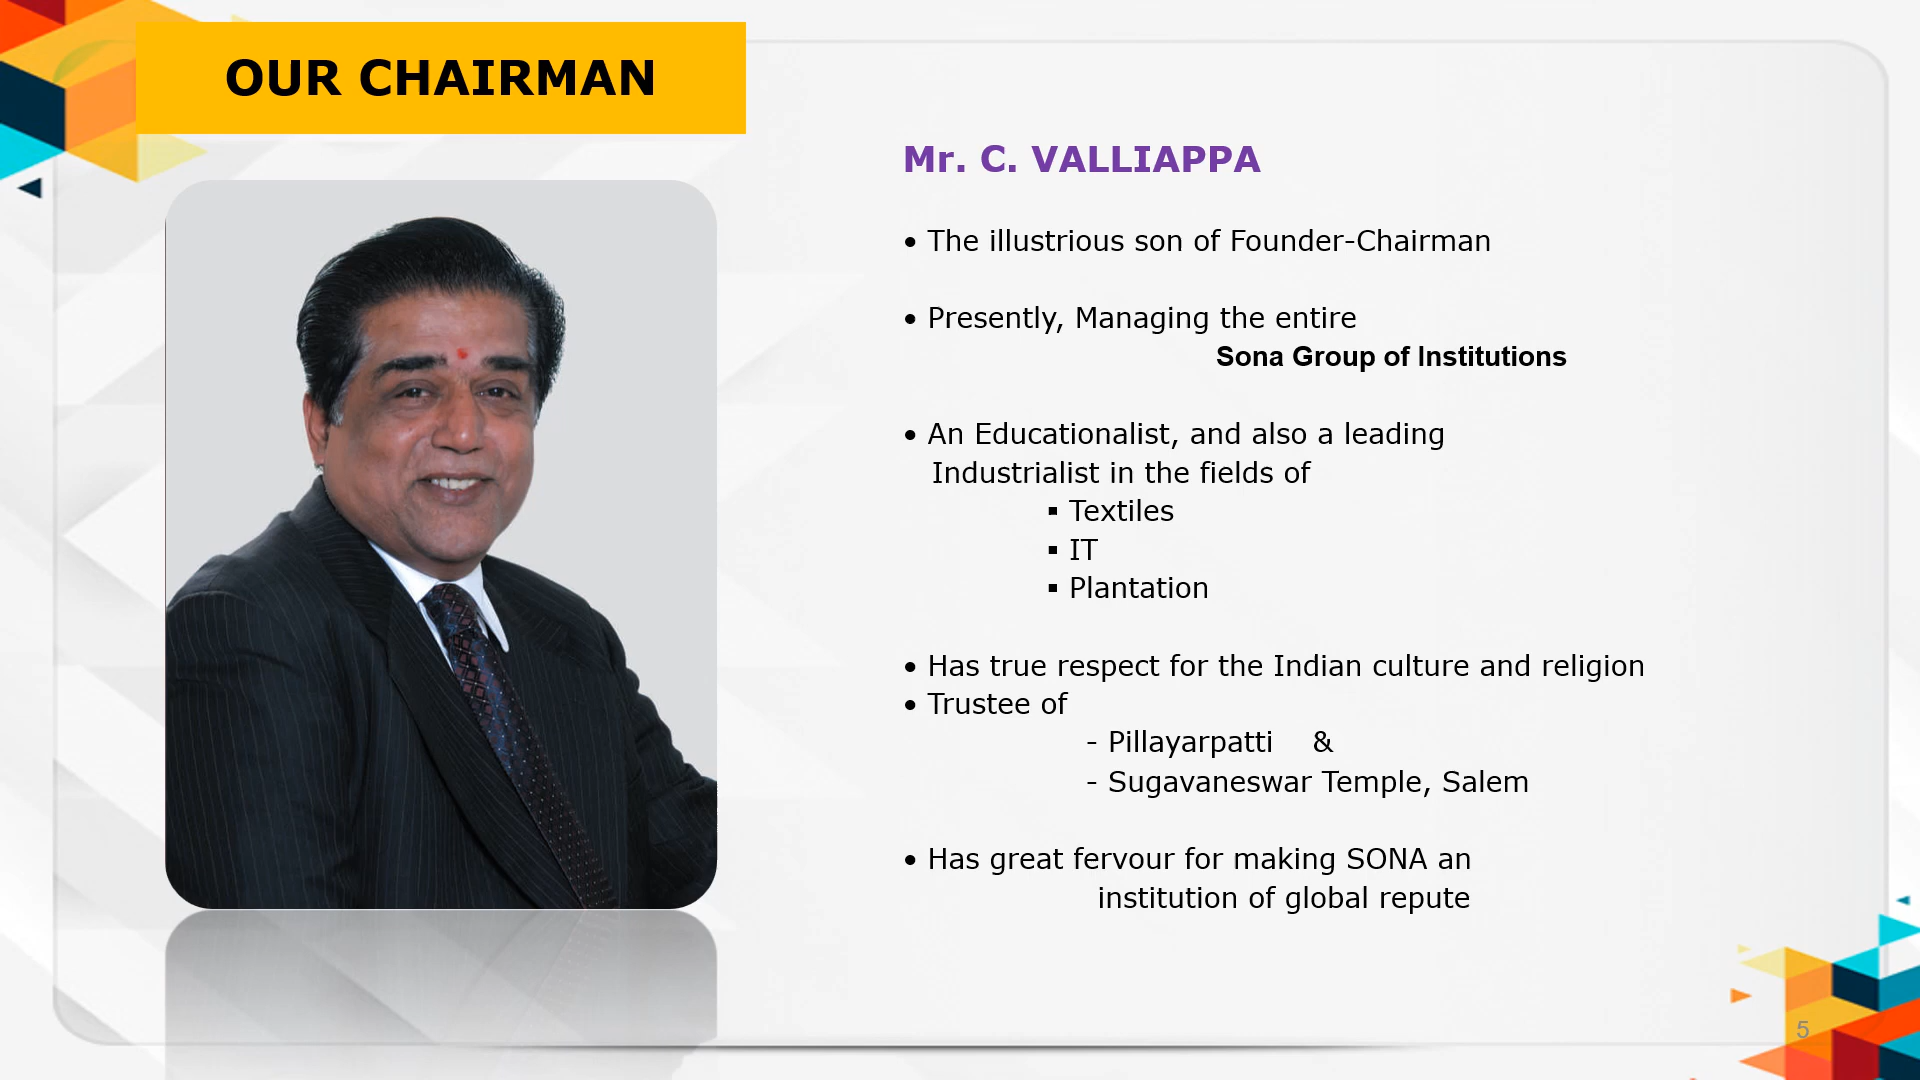 OUR CHAIRMAN
Mr. C. VALLIAPPA
• The illustrious son of Founder-Chairman
• Presently, Managing the entire
Sona Group of Institutions
• An Educationalist, and also a leading
Industrialist in the fields of
▪ Textiles
▪ IT
▪ Plantation
• Has true respect for the Indian culture and religion
• Trustee of
- Pillayarpatti &
- Sugavaneswar Temple, Salem
• Has great fervour for making SONA an
institution of global repute
5